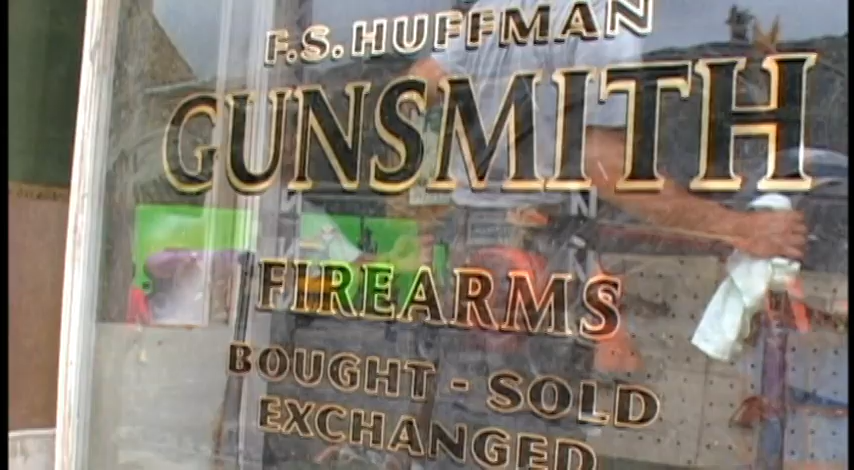 F.S. HUFFMAN
GUNSMITH
FIREARMS
BOUGHT - SOLD
EXCHANGED